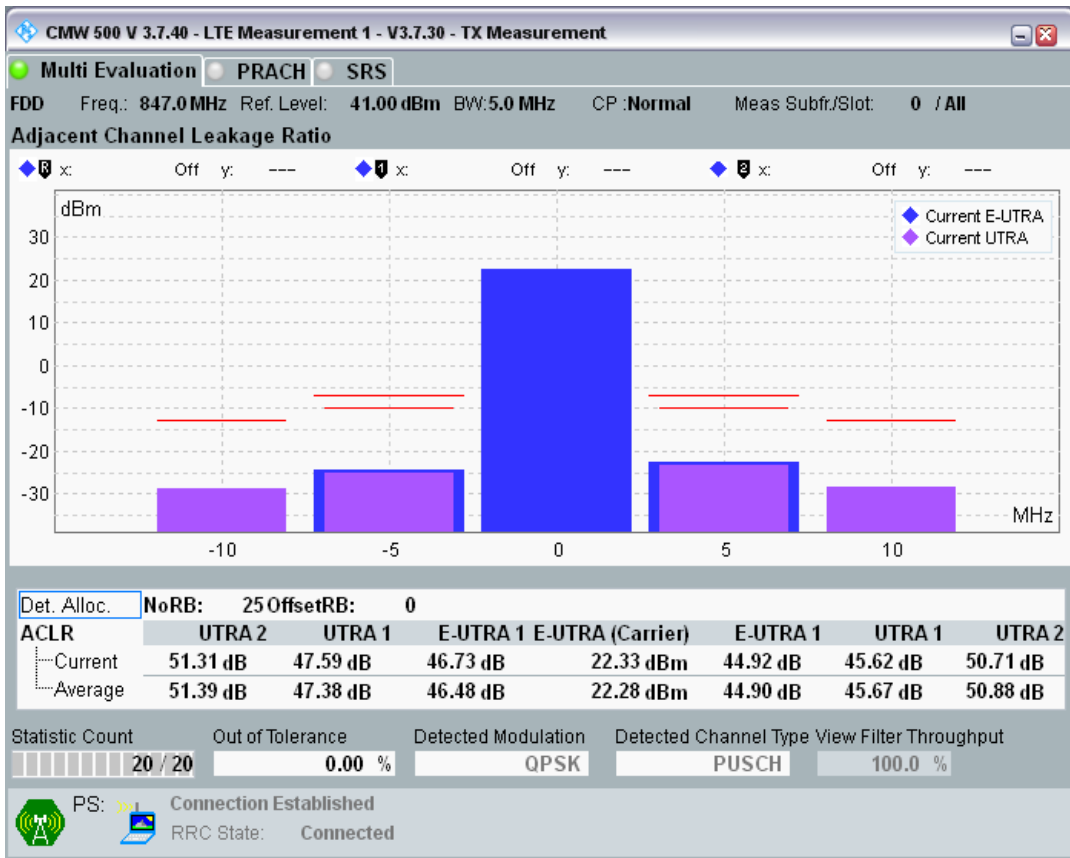 CMW 500 V 3.7.40 - LTE Measurement 1 - V3.7.30 - TX Measurement
Multi Evaluation PRACH SRS
FDD Freq.: 847.0 MHz Ref. Level: 41.00 dBm BW:5.0 MHz CP :Normal Meas Subfr./Slot: 0 / All
Adjacent Channel Leakage Ratio
R x: Off y: --- 1 x: Off y: --- 2 x: Off y: ---
dBm
Current E-UTRA
Current UTRA
30
20
10
0
-10
-20
-30
MHz
-10 -5 0 5 10
Det. Alloc. NoRB: 25 OffsetRB: 0
ACLR UTRA 2 UTRA 1 E-UTRA 1 E-UTRA (Carrier) E-UTRA 1 UTRA 1 UTRA 2
Current 51.31 dB 47.59 dB 46.73 dB 22.33 dBm 44.92 dB 45.62 dB 50.71 dB
Average 51.39 dB 47.38 dB 46.48 dB 22.28 dBm 44.90 dB 45.67 dB 50.88 dB
Statistic Count Out of Tolerance Detected Modulation Detected Channel Type View Filter Throughput
20 / 20 0.00 % QPSK PUSCH 100.0 %
PS: Connection Established
RRC State: Connected